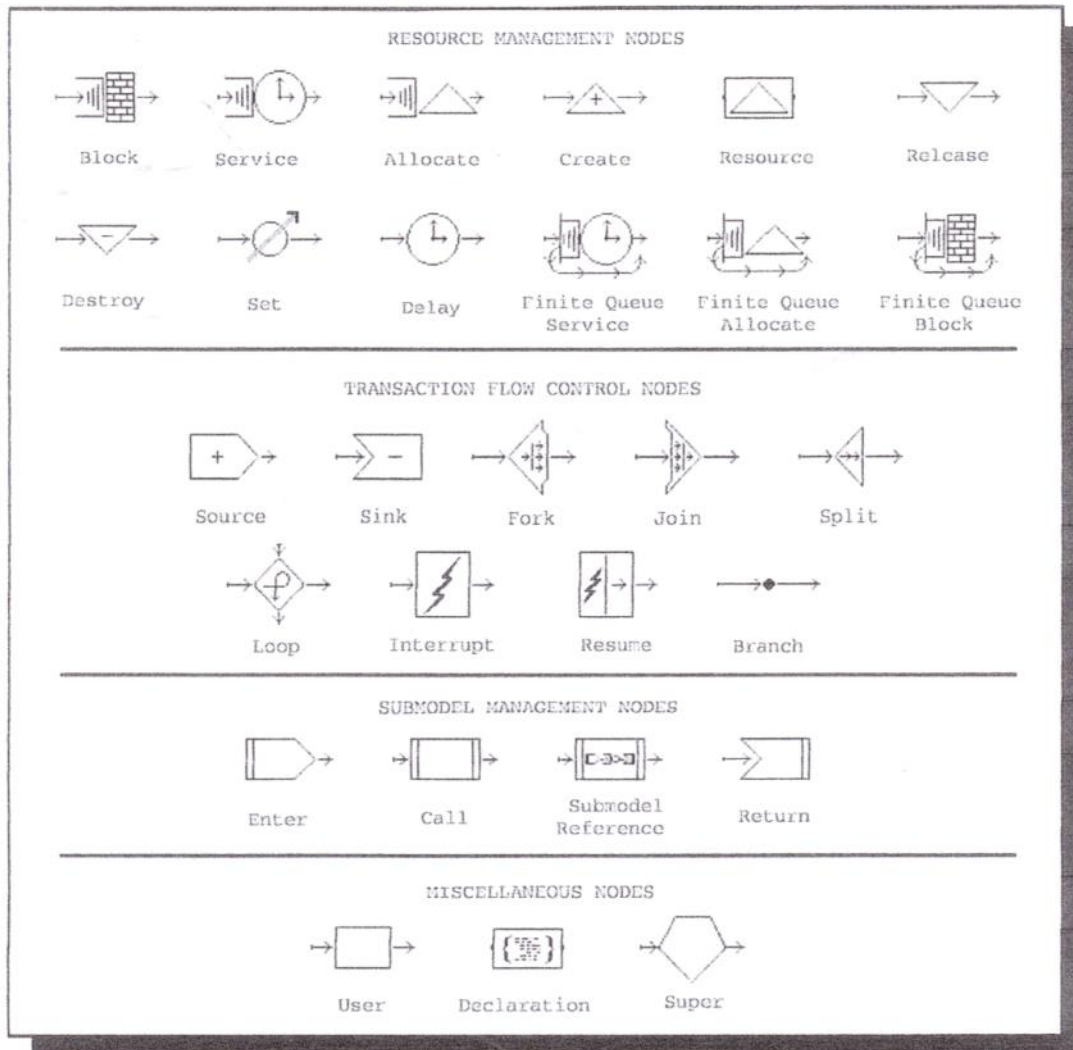 RESOURCE MANAGEMENT NODES
Block
Service
Allocate
Create
Resource
Release
Destroy
Set
Delay
Finite Queue
Service
Finite Queue
Allocate
Finite Queue
Block
TRANSACTION FLOW CONTROL NODES
+
-
Source
Sink
Fork
Join
Split
Loop
Interrupt
Resume
Branch
SUBMODEL MANAGEMENT NODES
Enter
Call
Submodel
Reference
Return
MISCELLANEOUS NODES
User
Declaration
Super